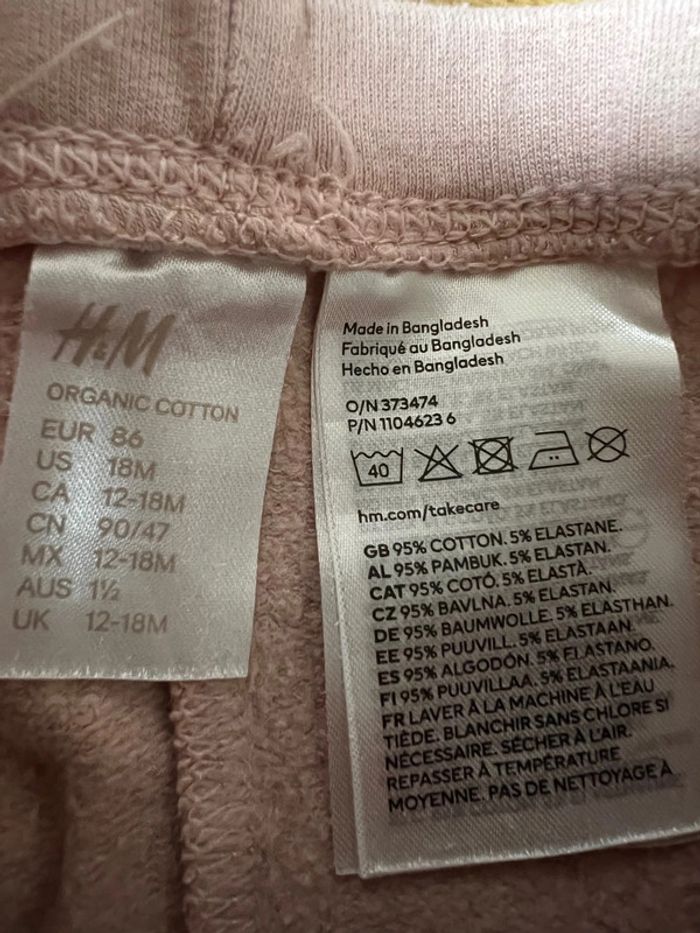 H&M
ORGANIC COTTON
EUR 86
US 18M
CA 12-18M
CN 90/47
MX 12-18M
AUS 1½
UK 12-18M
Made in Bangladesh
Fabriqué au Bangladesh
Hecho en Bangladesh
O/N 373474
P/N 1104623 6
40
hm.com/takecare
GB 95% COTTON. 5% ELASTANE.
AL 95% PAMBUK. 5% ELASTAN.
CAT 95% COTÓ. 5% ELASTÀ.
CZ 95% BAVLNA. 5% ELASTAN.
DE 95% BAUMWOLLE. 5% ELASTHAN.
EE 95% PUUVILL. 5% ELASTAAN.
ES 95% ALGODÓN. 5% ELASTANO.
FI 95% PUUVILLAA. 5% ELASTAANIA.
FR LAVER À LA MACHINE À L'EAU
TIÈDE. BLANCHIR SANS CHLORE SI
NÉCESSAIRE. SÉCHER À L'AIR.
REPASSER À TEMPÉRATURE
MOYENNE. PAS DE NETTOYAGE À